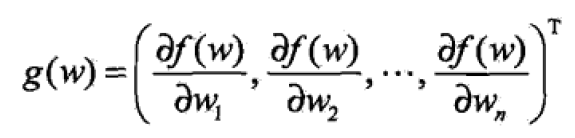 g(w) = (∂f(w)/∂w₁, ∂f(w)/∂w₂, ⋯, ∂f(w)/∂wₙ)ᵀ